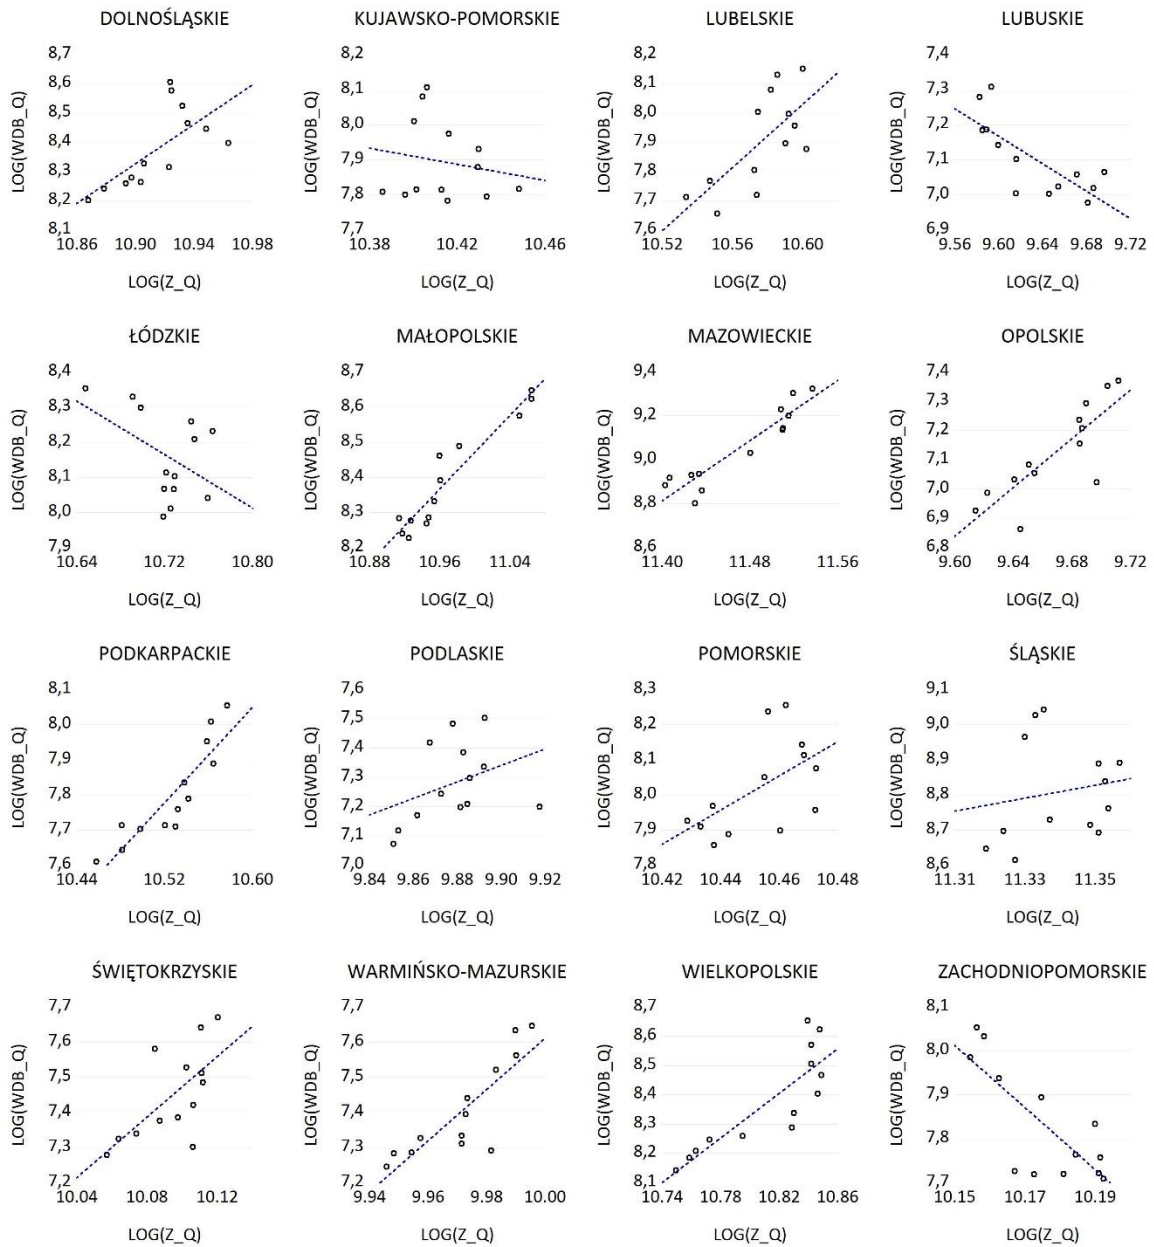 DOLNOŚLĄSKIE
LOG(WDB_Q)
8,7
8,6
8,5
8,4
8,3
8,2
8,1
10.86 10.90 10.94 10.98
LOG(Z_Q)
KUJAWSKO-POMORSKIE
LOG(WDB_Q)
8,2
8,1
8,0
7,9
7,8
7,7
10.38 10.42 10.46
LOG(Z_Q)
LUBELSKIE
LOG(WDB_Q)
8,2
8,1
8,0
7,9
7,8
7,7
7,6
10.52 10.56 10.60
LOG(Z_Q)
LUBUSKIE
LOG(WDB_Q)
7,4
7,3
7,2
7,1
7,0
6,9
9.56 9.60 9.64 9.68 9.72
LOG(Z_Q)
ŁÓDZKIE
LOG(WDB_Q)
8,4
8,3
8,2
8,1
8,0
7,9
10.64 10.72 10.80
LOG(Z_Q)
MAŁOPOLSKIE
LOG(WDB_Q)
8,7
8,6
8,5
8,4
8,3
8,2
10.88 10.96 11.04
LOG(Z_Q)
MAZOWIECKIE
LOG(WDB_Q)
9,4
9,2
9,0
8,8
8,6
11.40 11.48 11.56
LOG(Z_Q)
OPOLSKIE
LOG(WDB_Q)
7,4
7,3
7,2
7,1
7,0
6,9
6,8
9.60 9.64 9.68 9.72
LOG(Z_Q)
PODKARPACKIE
LOG(WDB_Q)
8,1
8,0
7,9
7,8
7,7
7,6
10.44 10.52 10.60
LOG(Z_Q)
PODLASKIE
LOG(WDB_Q)
7,6
7,5
7,4
7,3
7,2
7,1
7,0
9.84 9.86 9.88 9.90 9.92
LOG(Z_Q)
POMORSKIE
LOG(WDB_Q)
8,3
8,2
8,1
8,0
7,9
7,8
10.42 10.44 10.46 10.48
LOG(Z_Q)
ŚLĄSKIE
LOG(WDB_Q)
9,1
9,0
8,9
8,8
8,7
8,6
11.31 11.33 11.35
LOG(Z_Q)
ŚWIĘTOKRZYSKIE
LOG(WDB_Q)
7,7
7,6
7,5
7,4
7,3
7,2
10.04 10.08 10.12
LOG(Z_Q)
WARMIŃSKO-MAZURSKIE
LOG(WDB_Q)
7,7
7,6
7,5
7,4
7,3
7,2
9.94 9.96 9.98 10.00
LOG(Z_Q)
WIELKOPOLSKIE
LOG(WDB_Q)
8,7
8,6
8,5
8,4
8,3
8,2
8,1
10.74 10.78 10.82 10.86
LOG(Z_Q)
ZACHODNIOPOMORSKIE
LOG(WDB_Q)
8,1
8,0
7,9
7,8
7,7
10.15 10.17 10.19
LOG(Z_Q)